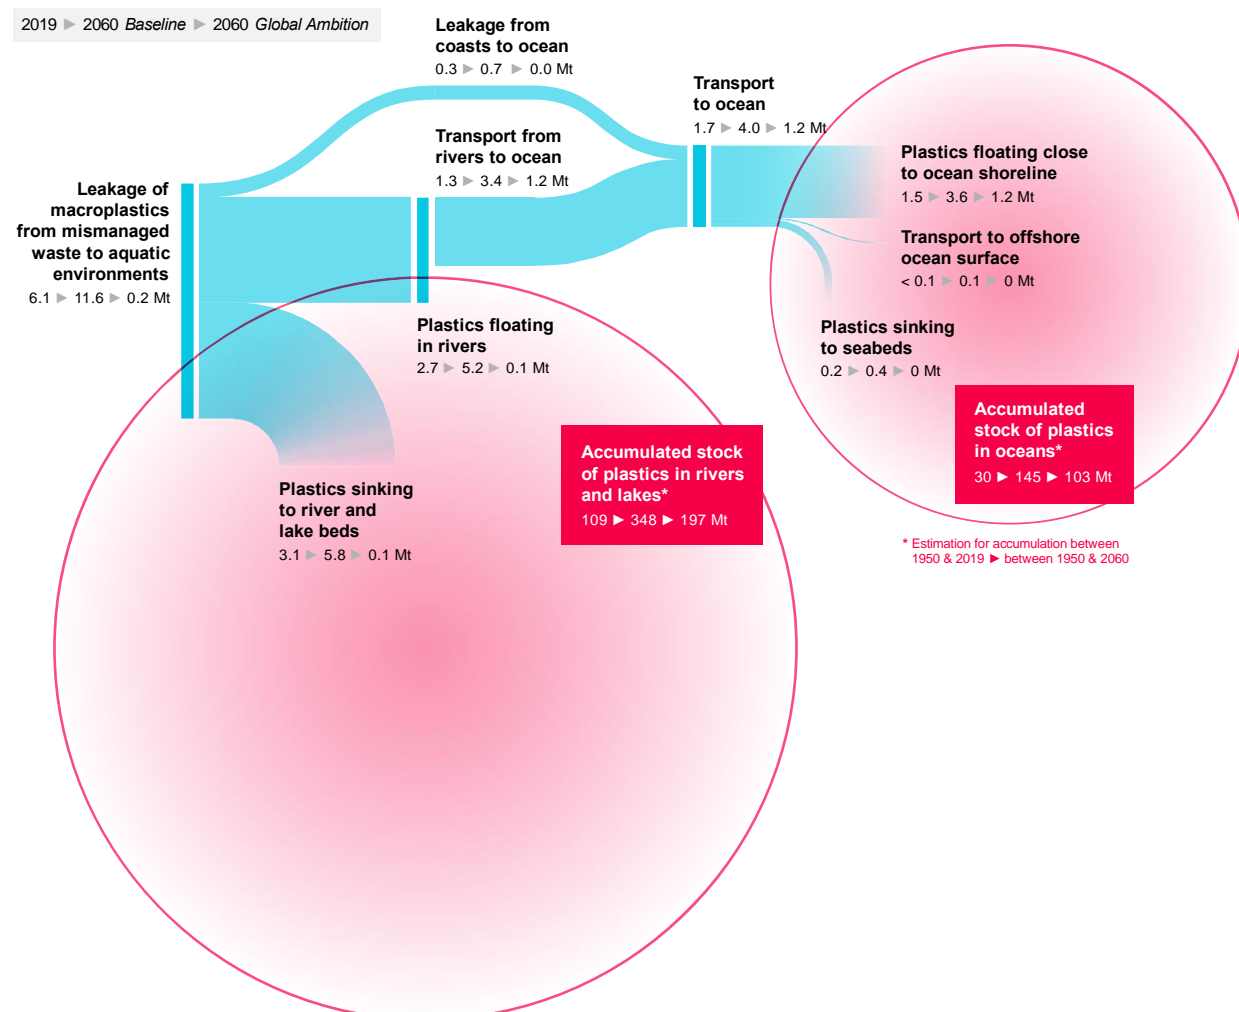 2019 ► 2060 Baseline ► 2060 Global Ambition
Leakage from
coasts to ocean
0.3 ► 0.7 ► 0.0 Mt
Transport
to ocean
1.7 ► 4.0 ► 1.2 Mt
Transport from
rivers to ocean
1.3 ► 3.4 ► 1.2 Mt
Plastics floating close
to ocean shoreline
1.5 ► 3.6 ► 1.2 Mt
Leakage of
macroplastics
from mismanaged
waste to aquatic
environments
6.1 ► 11.6 ► 0.2 Mt
Transport to offshore
ocean surface
< 0.1 ► 0.1 ► 0 Mt
Plastics floating
in rivers
2.7 ► 5.2 ► 0.1 Mt
Plastics sinking
to seabeds
0.2 ► 0.4 ► 0 Mt
Accumulated
stock of plastics
in oceans*
30 ► 145 ► 103 Mt
Accumulated stock
of plastics in rivers
and lakes*
109 ► 348 ► 197 Mt
Plastics sinking
to river and
lake beds
3.1 ► 5.8 ► 0.1 Mt
* Estimation for accumulation between
1950 & 2019 ► between 1950 & 2060